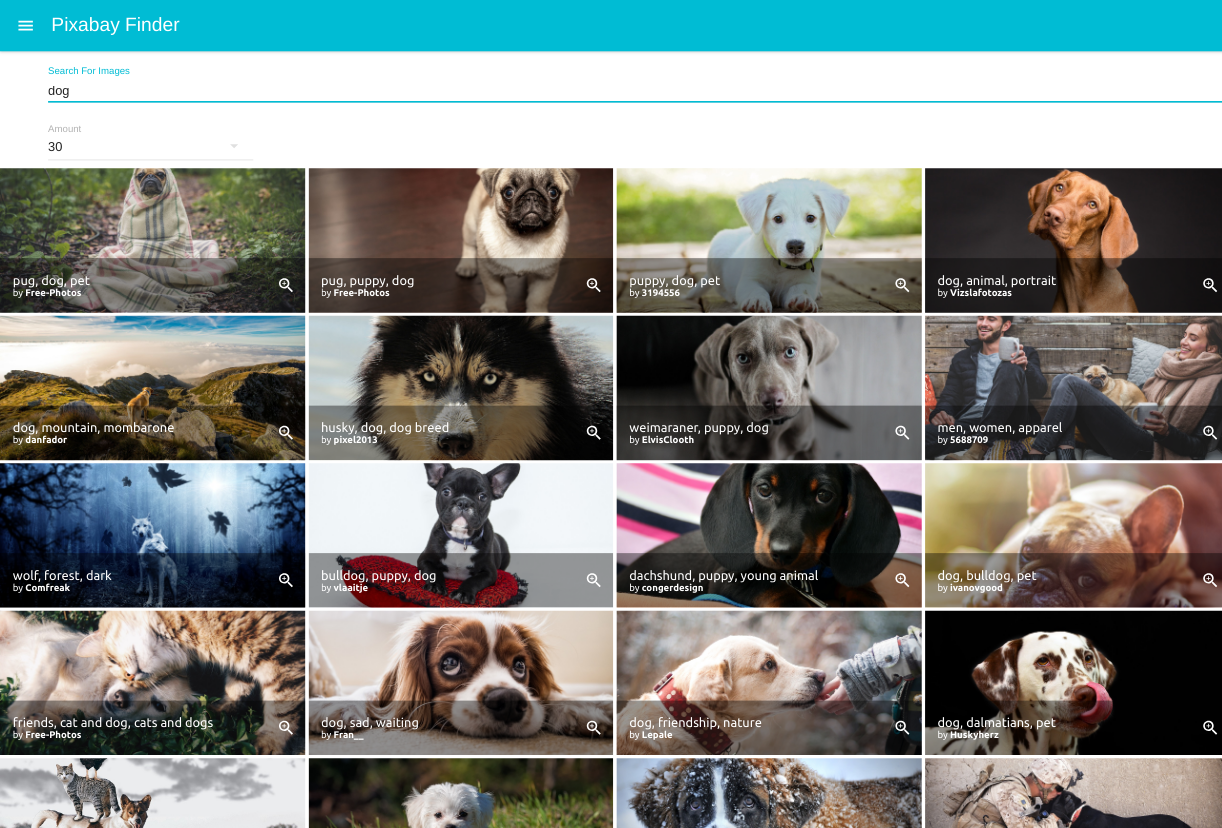 Pixabay Finder
Search For Images
dog
Amount
30
pug, dog, pet
by Free-Photos
pug, puppy, dog
by Free-Photos
puppy, dog, pet
by 3194556
dog, animal, portrait
by Vizslafotozas
dog, mountain, mombarone
by danfador
husky, dog, dog breed
by pixel2013
weimaraner, puppy, dog
by ElvisClooth
men, women, apparel
by 5688709
wolf, forest, dark
by Comfreak
bulldog, puppy, dog
by vlaaitje
dachshund, puppy, young animal
by congerdesign
dog, bulldog, pet
by ivanovgood
friends, cat and dog, cats and dogs
by Free-Photos
dog, sad, waiting
by Fran__
dog, friendship, nature
by Lepale
dog, dalmatians, pet
by Huskyherz